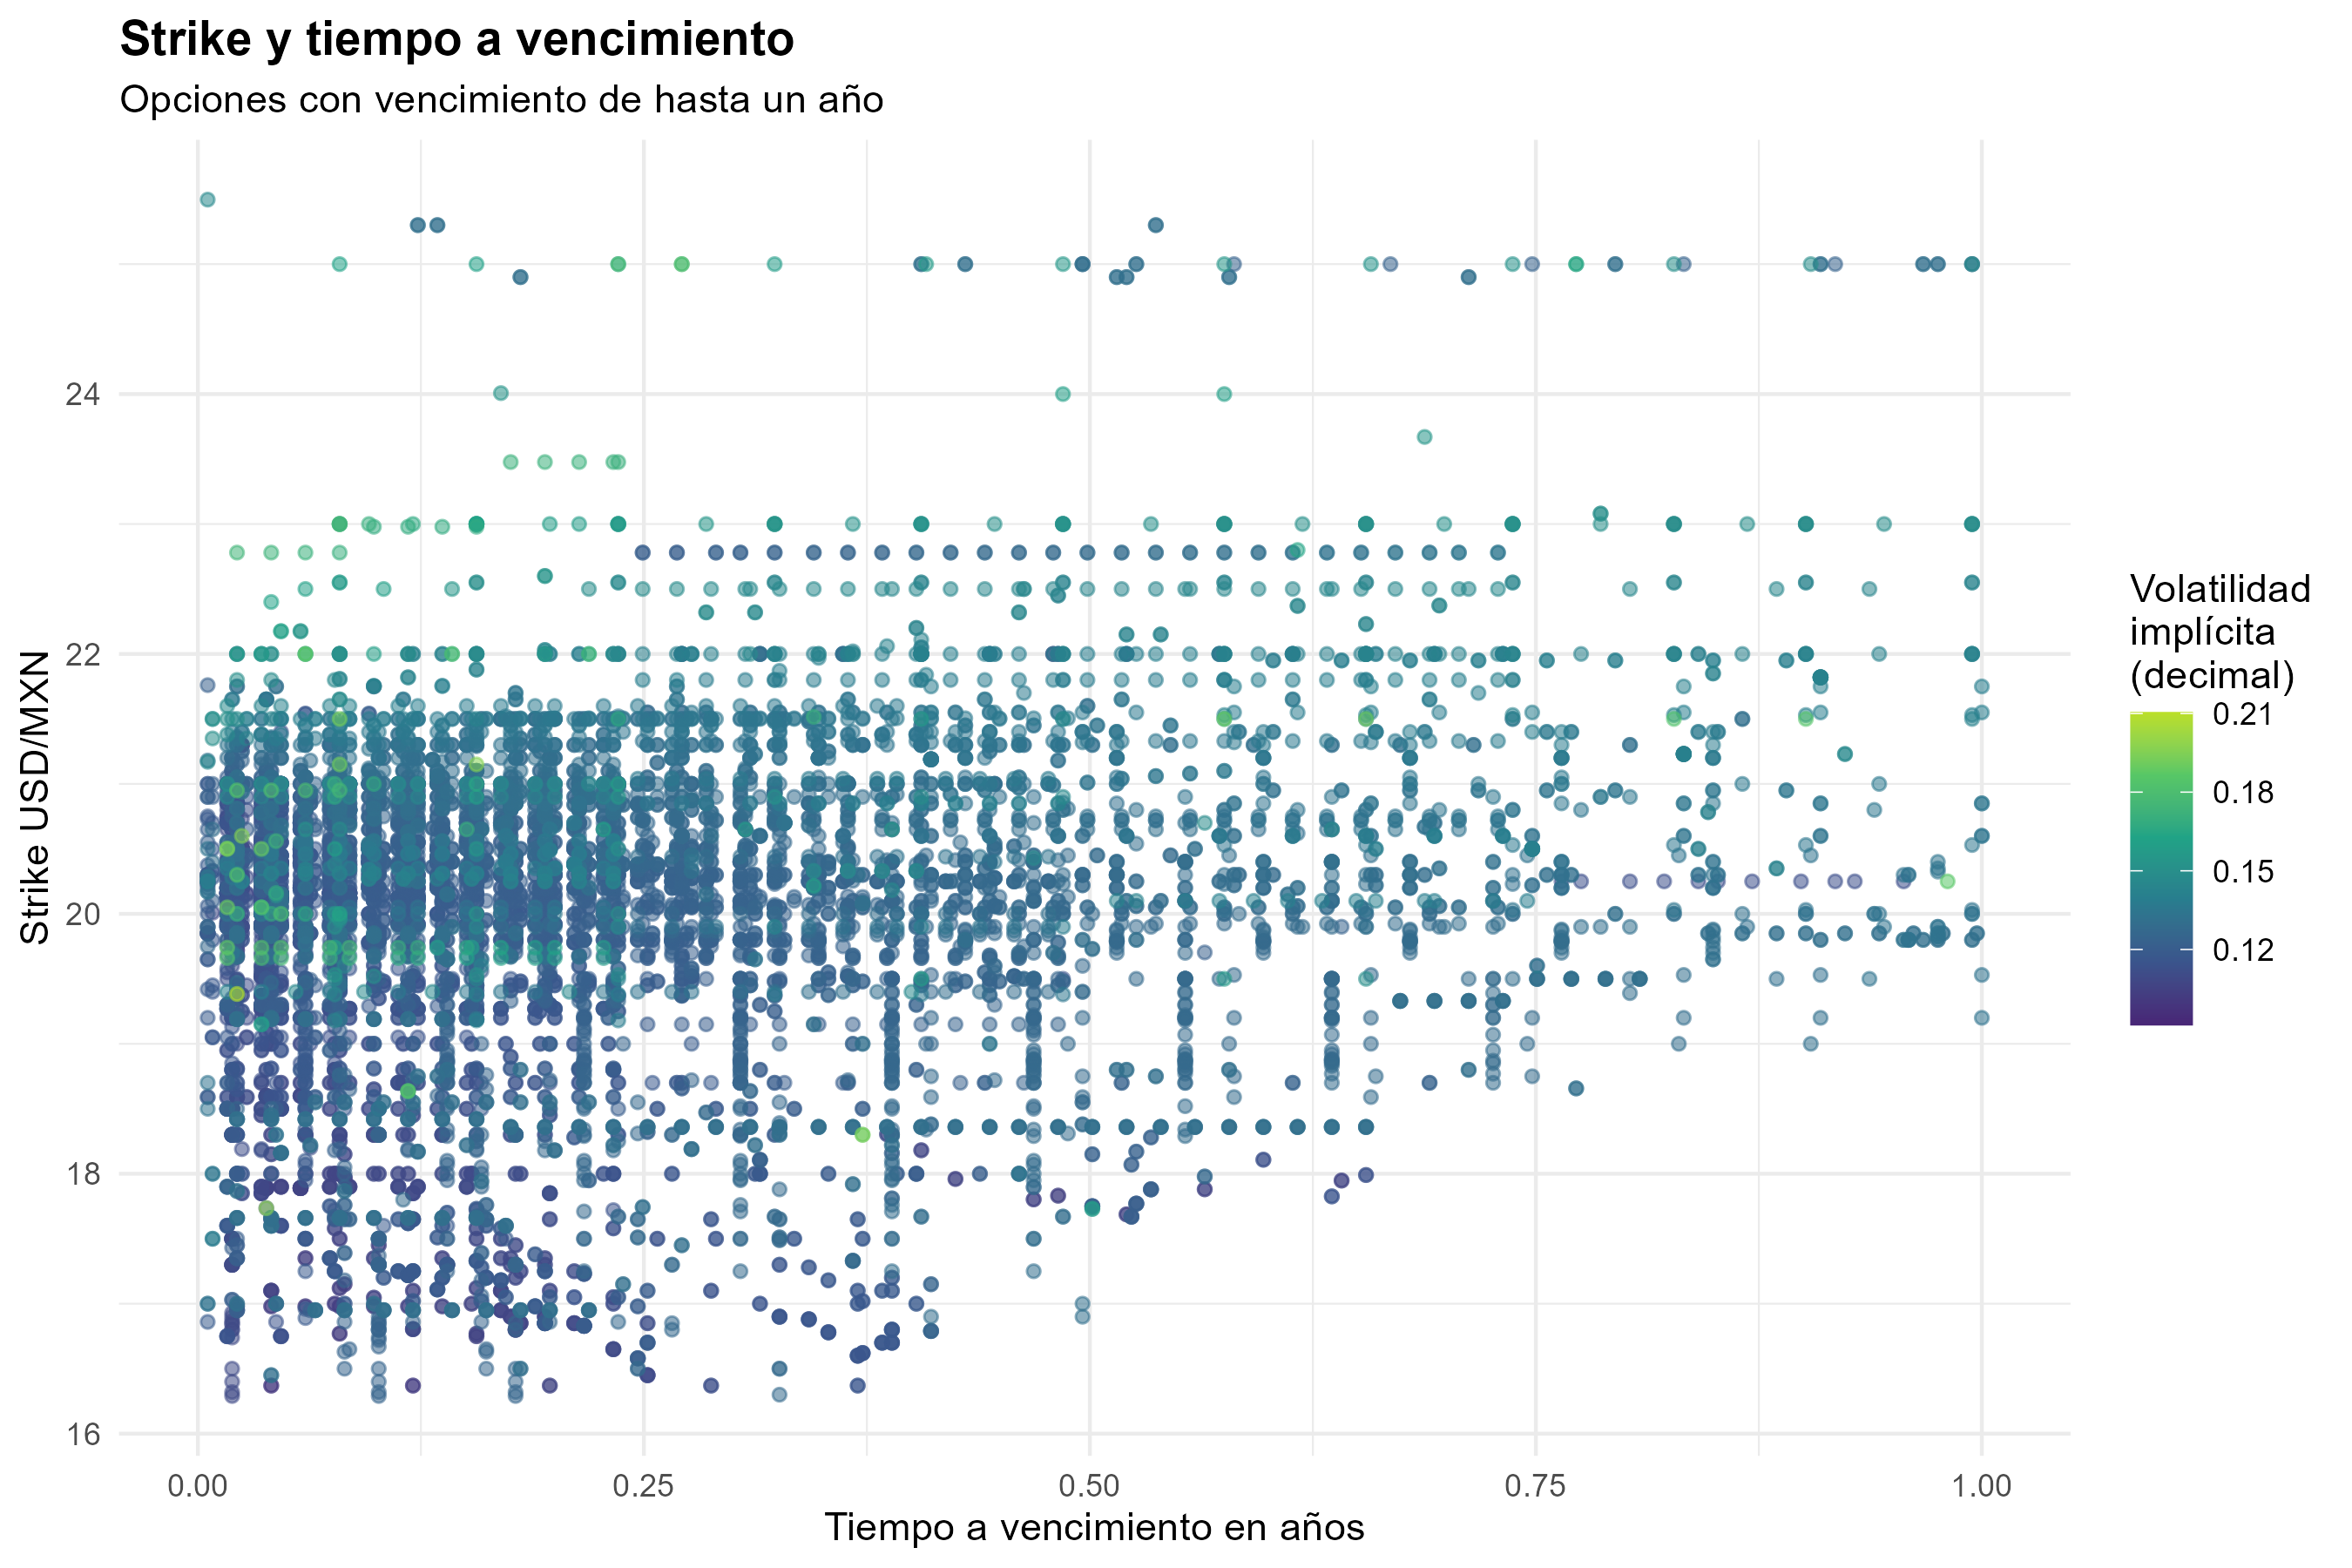 Strike y tiempo a vencimiento
Opciones con vencimiento de hasta un año
Strike USD/MXN
24
22
20
18
16
0.00
0.25
0.50
0.75
1.00
Tiempo a vencimiento en años
Volatilidad
implícita
(decimal)
0.21
0.18
0.15
0.12